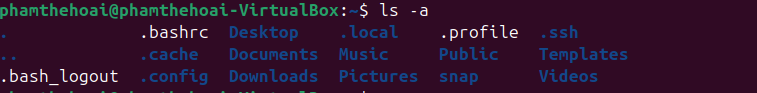 phamthehoai@phamthehoai-VirtualBox:~$ ls -a
. .bashrc Desktop .local .profile .ssh
.. .cache Documents Music Public Templates
.bash_logout .config Downloads Pictures snap Videos